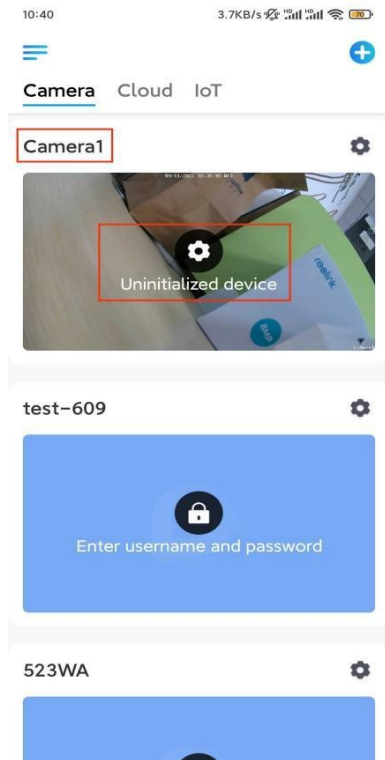 10:40
3.7KB/s
70
Camera Cloud IoT
Camera1
Uninitialized device
reolink
8MP
test-609
Enter username and password
523WA